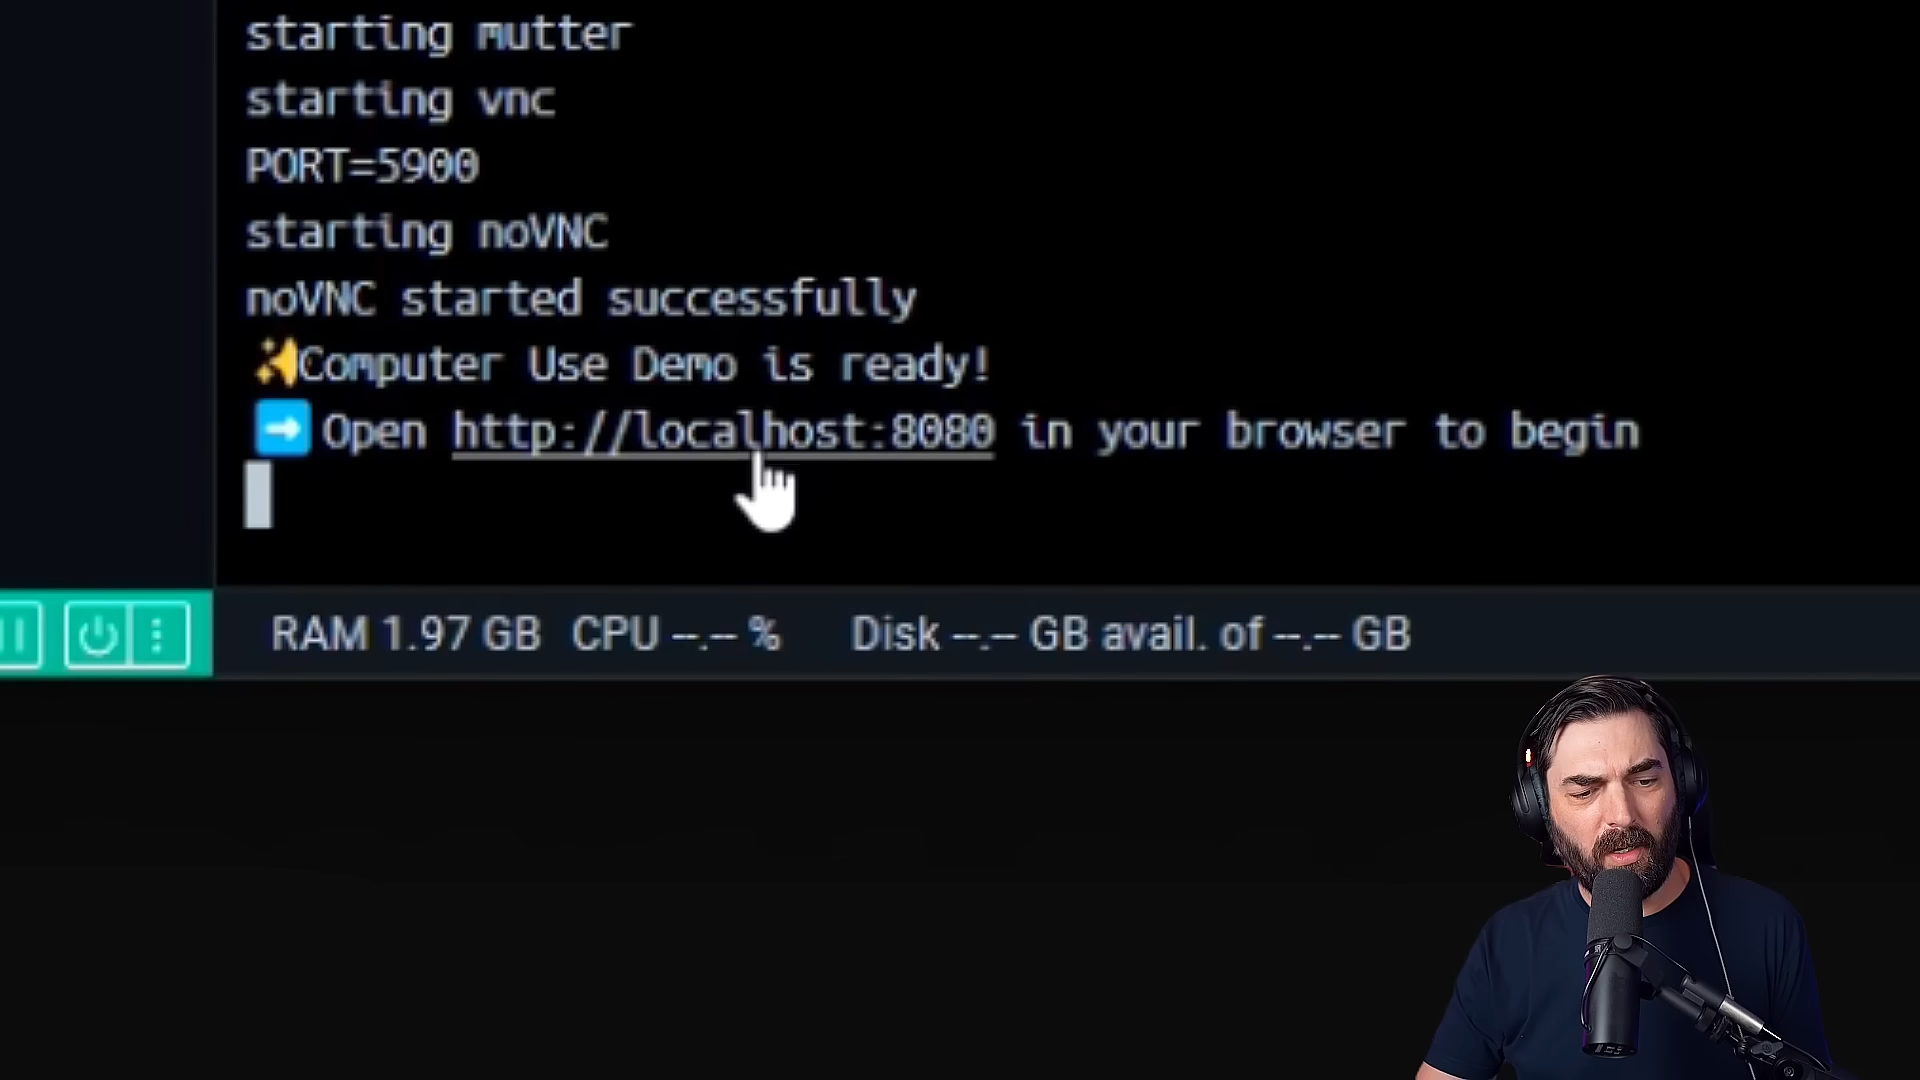 starting mutter
starting vnc
PORT=5900
starting noVNC
noVNC started successfully
✨Computer Use Demo is ready!
➡️ Open http://localhost:8080 in your browser to begin
RAM 1.97 GB CPU --.-- % Disk --.-- GB avail. of --.-- GB